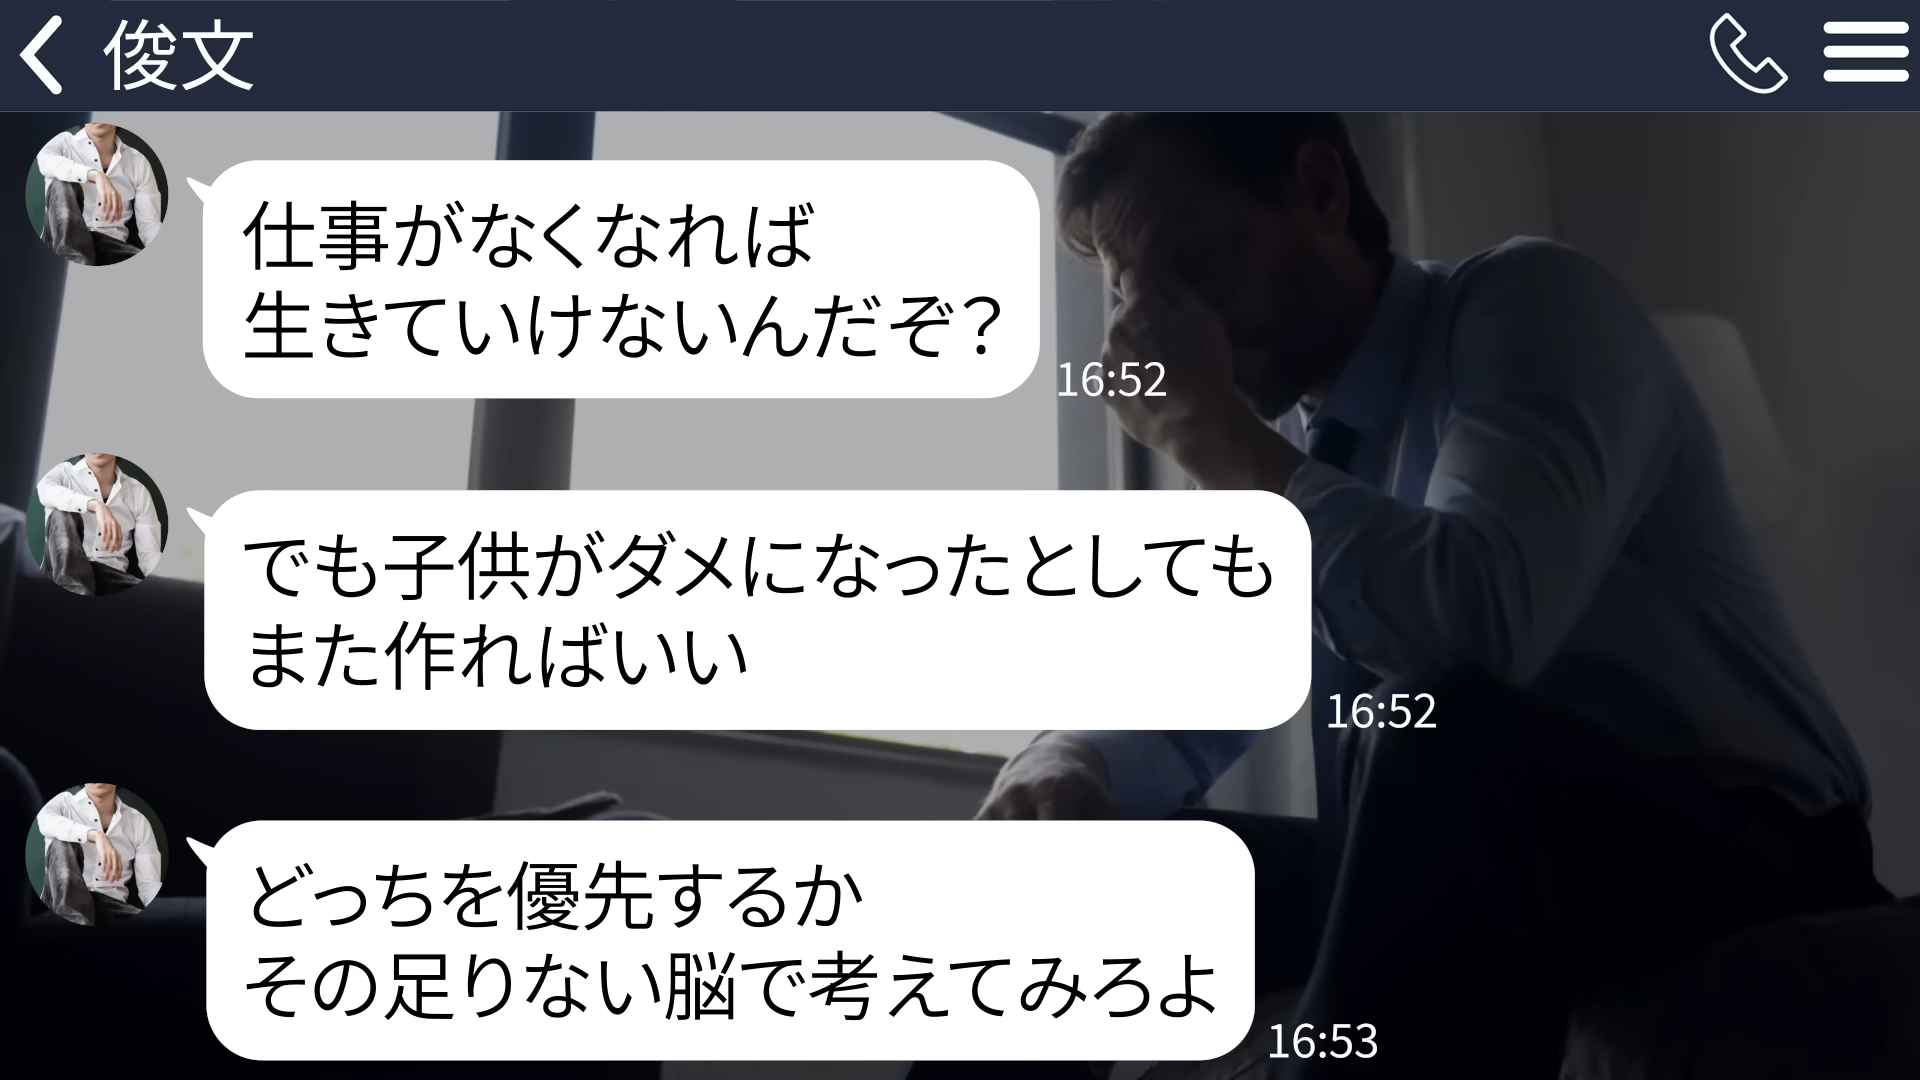 俊文
仕事がなくなれば
生きていけないんだぞ？
16:52
でも子供がダメになったとしても
また作ればいい
16:52
どっちを優先するか
その足りない脳で考えてみろよ
16:53